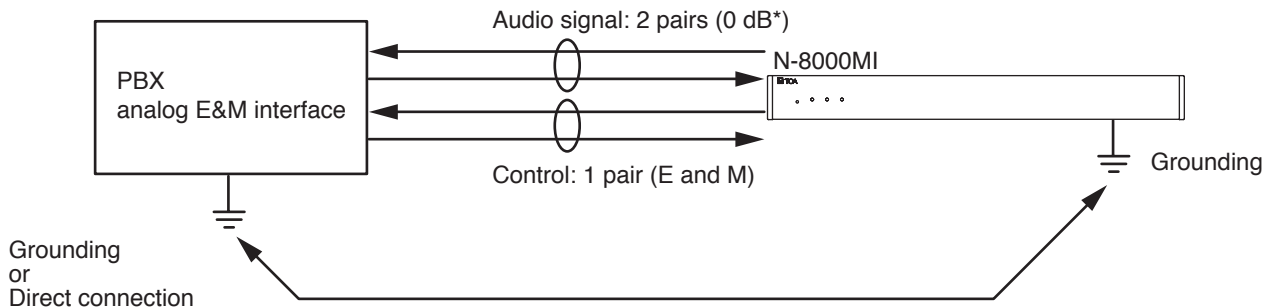 Audio signal: 2 pairs (0 dB*)
N-8000MI
TOA
PBX
analog E&M interface
Control: 1 pair (E and M)
Grounding
Grounding
or
Direct connection